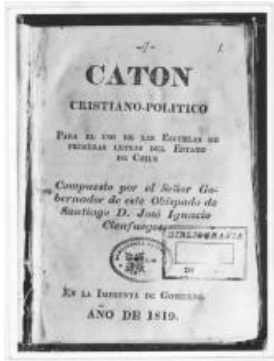 CATON
CRISTIANO-POLITICO
PARA EL USO DE LAS ESCUELAS DE
PRIMERAS LETRAS DEL ESTADO
DE CHILE
Compuesto por el Señor Go-
bernador de este Obispado de
Santiago D. José Ignacio
Cienfuegos
BIBLIOGRAFIA
DE
EN LA IMPRENTA DE GOBIERNO.
AÑO DE 1819.